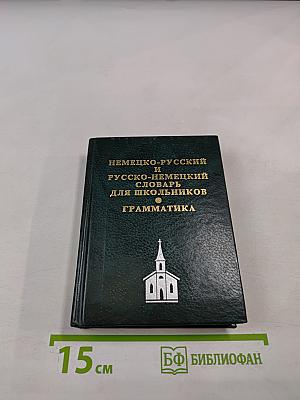 НЕМЕЦКО-РУССКИЙ
И
РУССКО-НЕМЕЦКИЙ
СЛОВАРЬ
ДЛЯ ШКОЛЬНИКОВ
ГРАММАТИКА
15 см
БФ БИБЛИОФАН